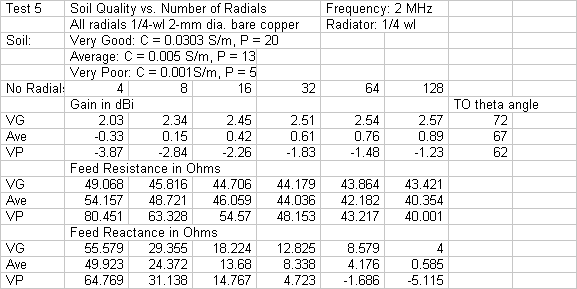 Test 5 Soil Quality vs. Number of Radials Frequency: 2 MHz
All radials 1/4-wl 2-mm dia. bare copper Radiator: 1/4 wl
Soil: Very Good: C = 0.0303 S/m, P = 20
Average: C = 0.005 S/m, P = 13
Very Poor: C = 0.001S/m, P = 5
No Radials 4 8 16 32 64 128
Gain in dBi TO theta angle
VG 2.03 2.34 2.45 2.51 2.54 2.57 72
Ave -0.33 0.15 0.42 0.61 0.76 0.89 67
VP -3.87 -2.84 -2.26 -1.83 -1.48 -1.23 62
Feed Resistance in Ohms
VG 49.068 45.816 44.706 44.179 43.864 43.421
Ave 54.157 48.721 46.059 44.036 42.182 40.354
VP 80.451 63.328 54.57 48.153 43.217 40.001
Feed Reactance in Ohms
VG 55.579 29.355 18.224 12.825 8.579 4
Ave 49.923 24.372 13.68 8.338 4.176 0.585
VP 64.769 31.138 14.767 4.723 -1.686 -5.115